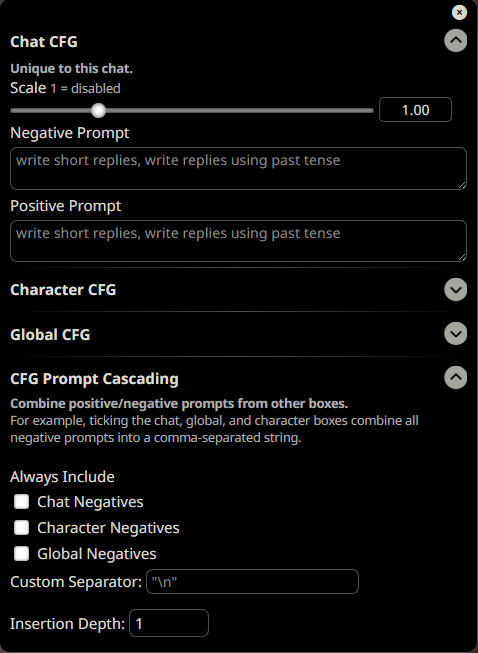 Chat CFG
Unique to this chat.
Scale 1 = disabled
1.00
Negative Prompt
write short replies, write replies using past tense
Positive Prompt
write short replies, write replies using past tense
Character CFG
Global CFG
CFG Prompt Cascading
Combine positive/negative prompts from other boxes.
For example, ticking the chat, global, and character boxes combine all
negative prompts into a comma-separated string.
Always Include
Chat Negatives
Character Negatives
Global Negatives
Custom Separator: "\n"
Insertion Depth: 1